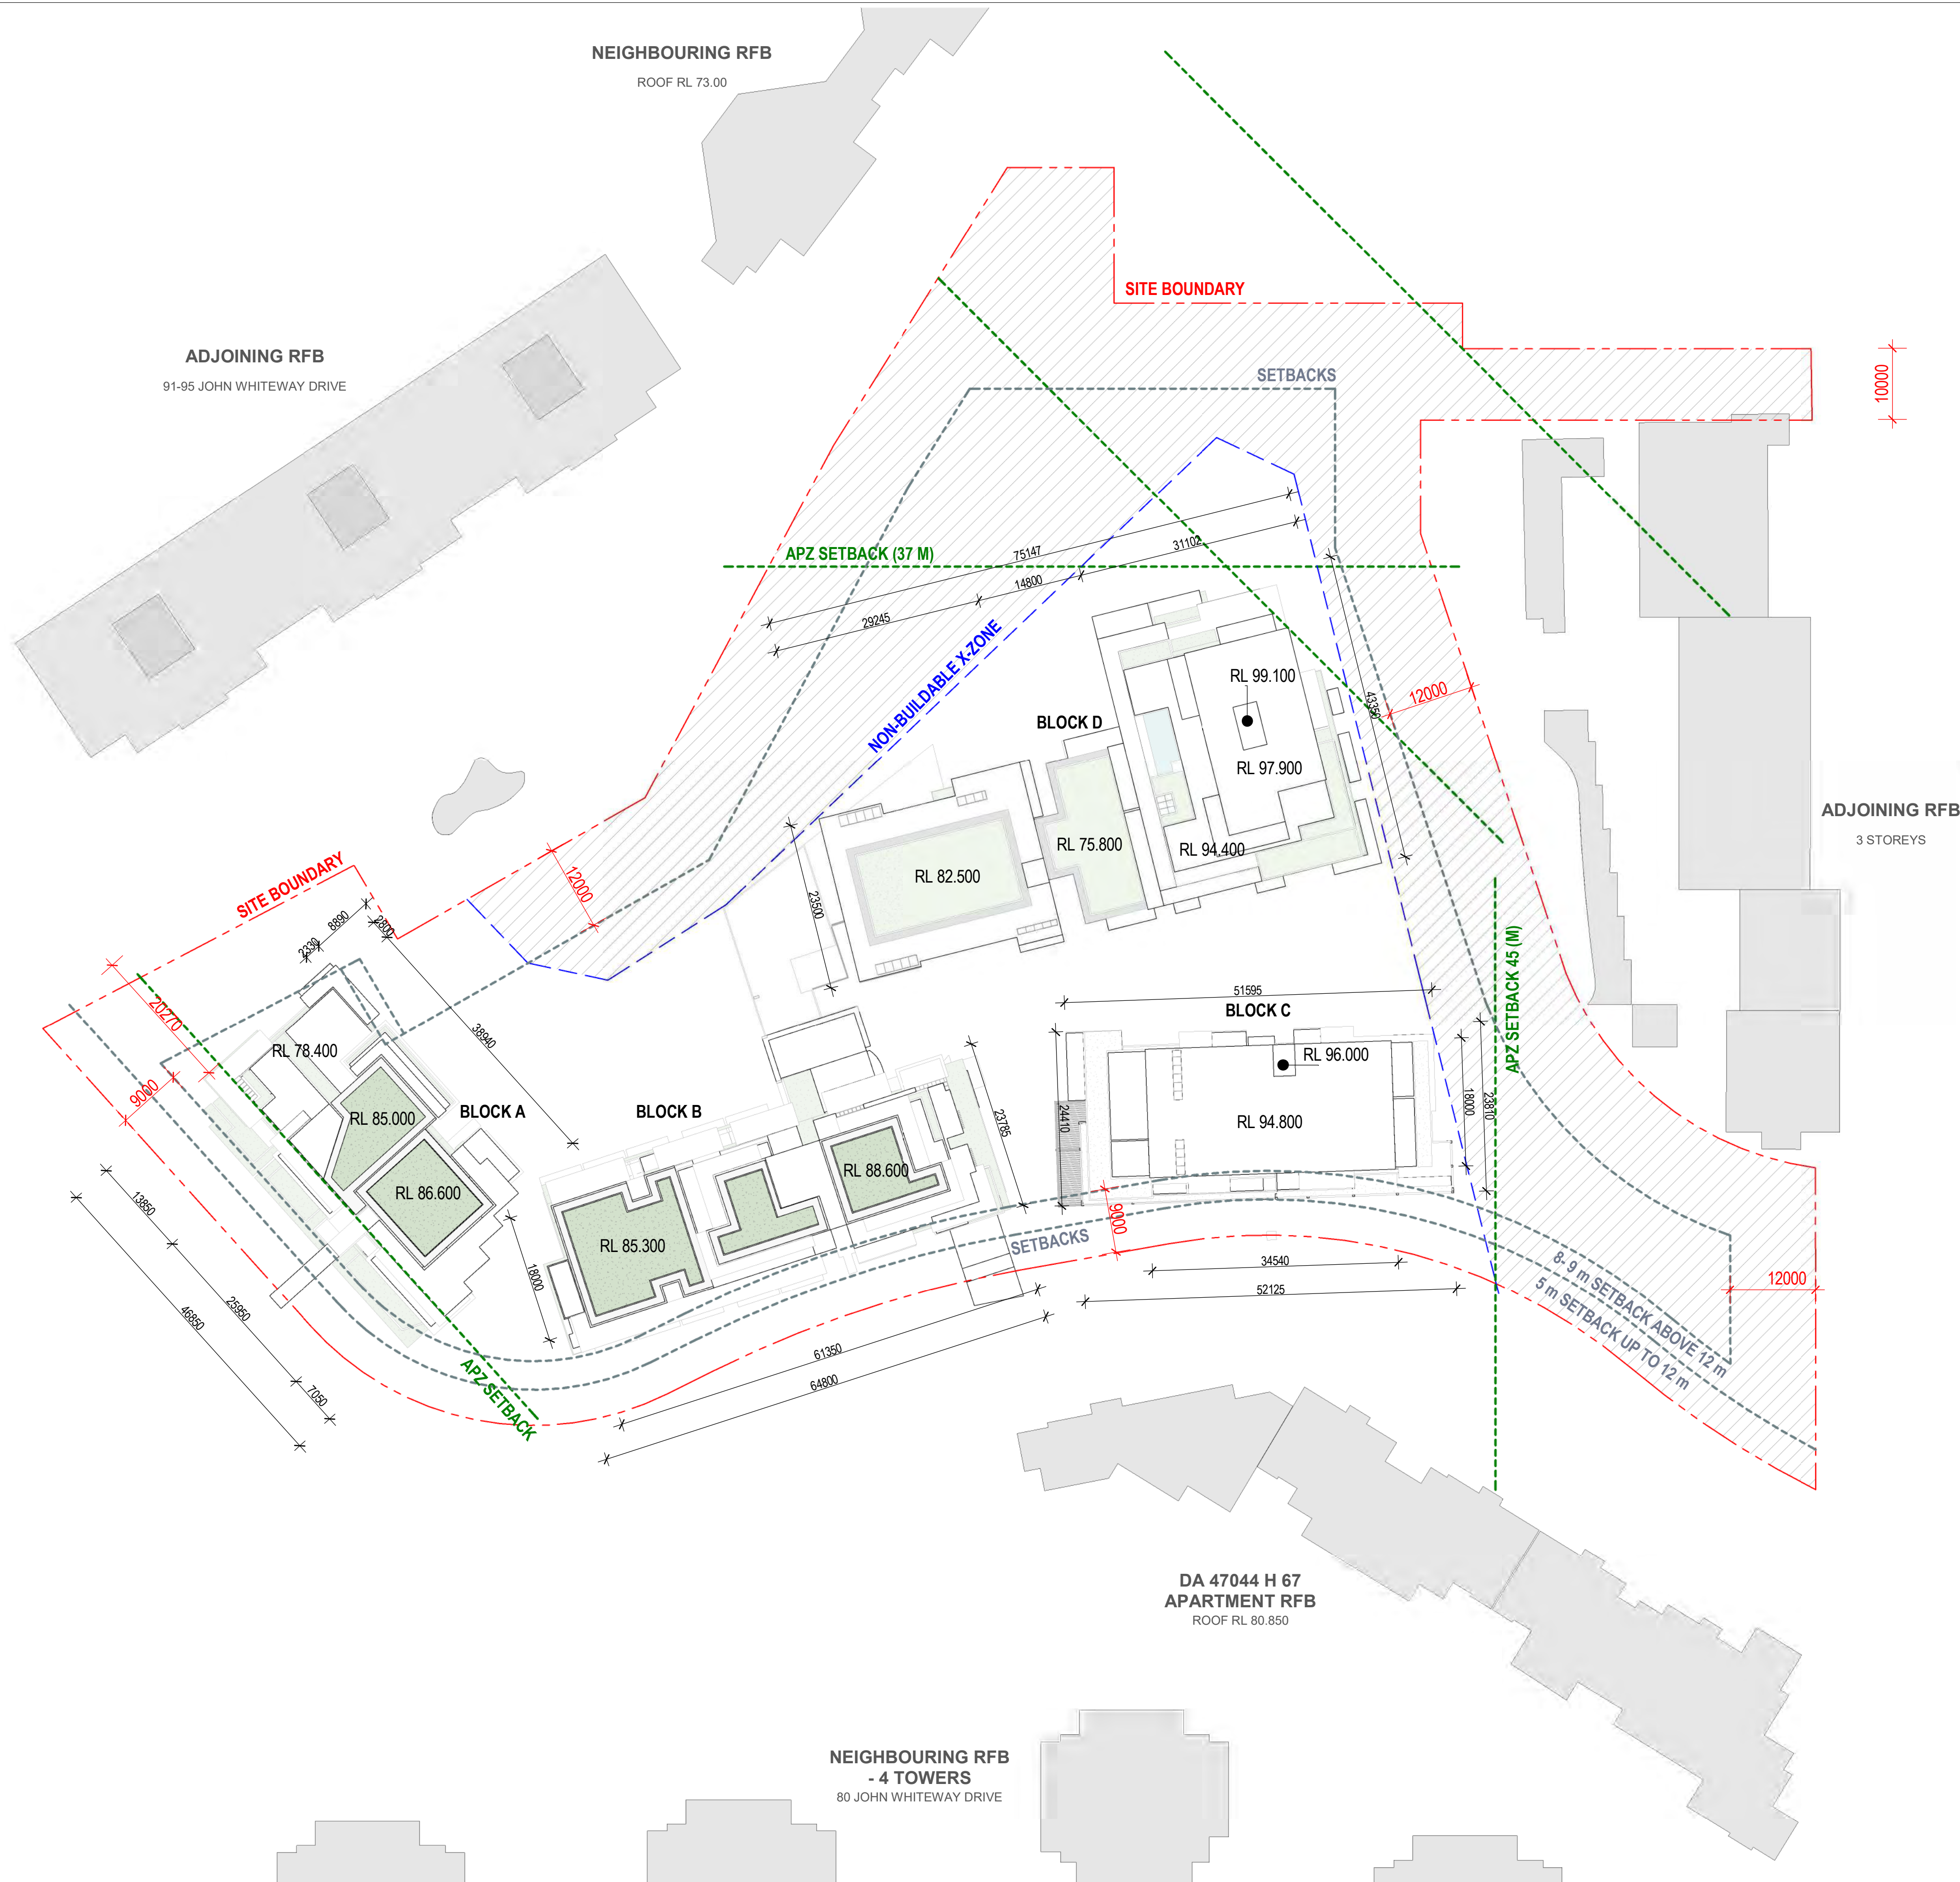 NEIGHBOURING RFB
ROOF RL 73.00
SITE BOUNDARY
ADJOINING RFB
91-95 JOHN WHITEWAY DRIVE
SETBACKS
10000
APZ SETBACK (37 M)
75147
31102
14800
29245
NON-BUILDABLE X-ZONE
RL 99.100
12000
43350
BLOCK D
RL 97.900
RL 94.400
RL 75.800
RL 82.500
23500
ADJOINING RFB
3 STOREYS
12000
SITE BOUNDARY
8890
2800
2330
20270
38940
9000
RL 78.400
RL 85.000
BLOCK A
RL 86.600
BLOCK B
RL 88.600
RL 85.300
18000
23785
51595
BLOCK C
RL 96.000
RL 94.800
24410
18000
23810
APZ SETBACK 45 (M)
9000
SETBACKS
34540
52125
8- 9 m SETBACK ABOVE 12 m
5 m SETBACK UP TO 12 m
12000
13850
46850
25950
7050
APZ SETBACK
61350
64800
DA 47044 H 67
APARTMENT RFB
ROOF RL 80.850
NEIGHBOURING RFB
- 4 TOWERS
80 JOHN WHITEWAY DRIVE